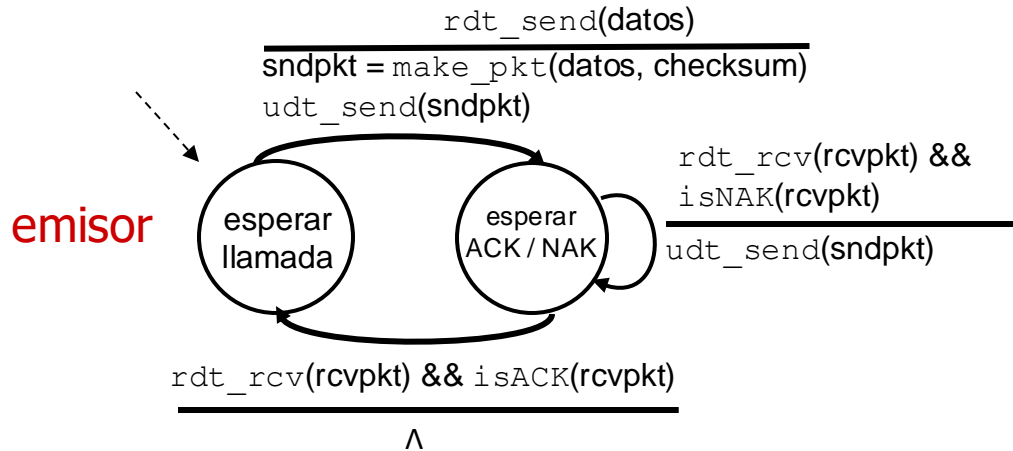 rdt_send(datos)
sndpkt = make_pkt(datos, checksum)
udt_send(sndpkt)
rdt_rcv(rcvpkt) &&
isNAK(rcvpkt)
udt_send(sndpkt)
emisor
esperar
llamada
esperar
ACK / NAK
rdt_rcv(rcvpkt) && isACK(rcvpkt)
Λ